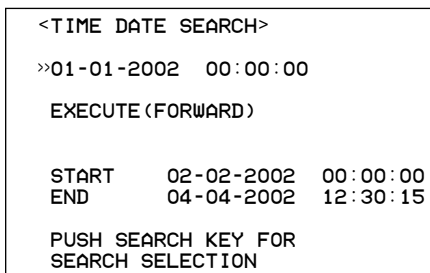 <TIME DATE SEARCH>
»01-01-2002 00:00:00
EXECUTE(FORWARD)
START 02-02-2002 00:00:00
END 04-04-2002 12:30:15
PUSH SEARCH KEY FOR
SEARCH SELECTION